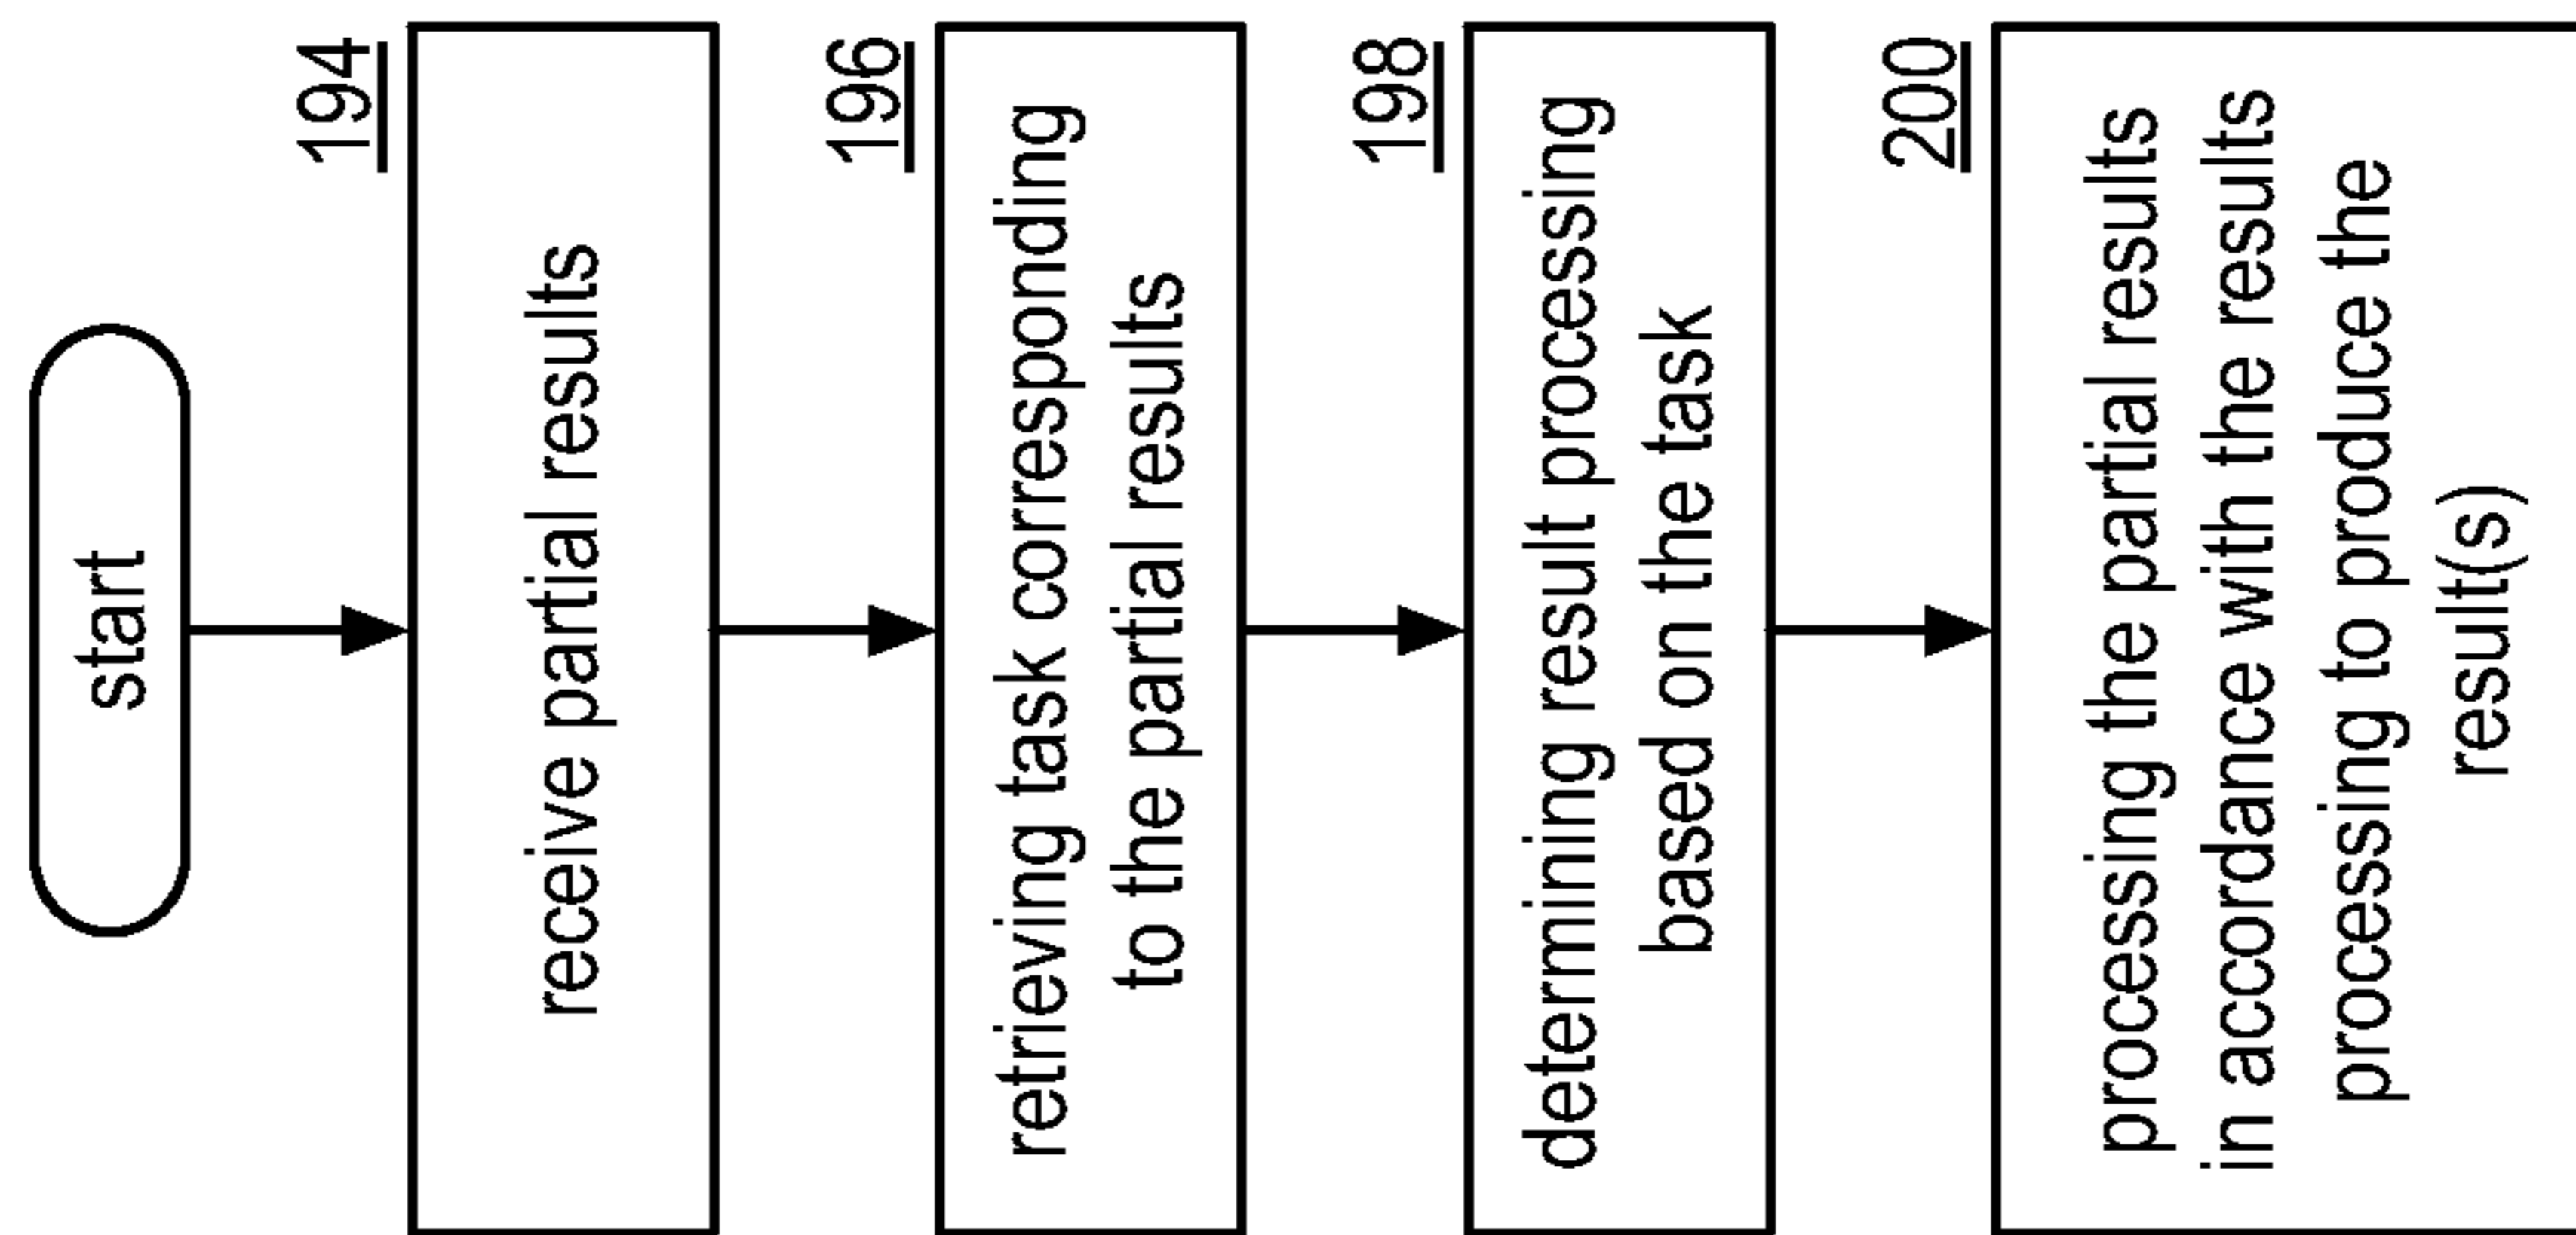 start
194
receive partial results
196
retrieving task corresponding
to the partial results
198
determining result processing
based on the task
200
processing the partial results
in accordance with the results
processing to produce the
result(s)